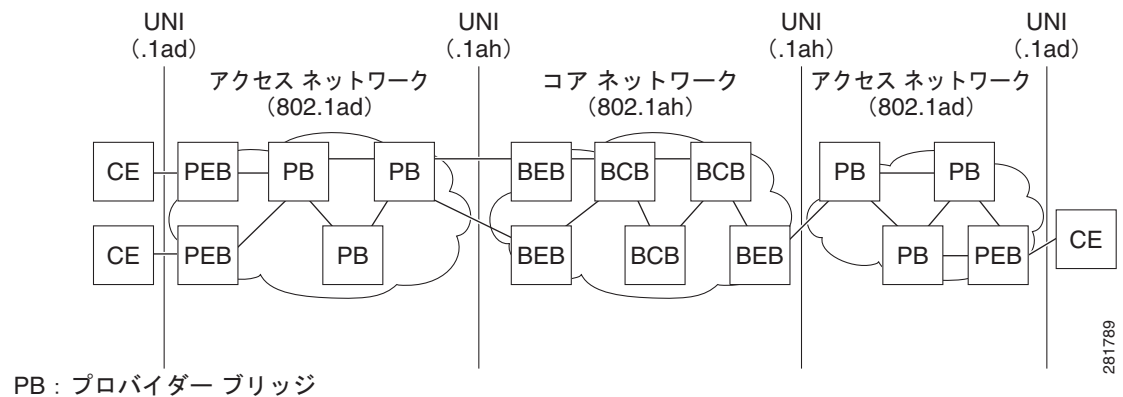 UNI
(.1ad)
UNI
(.1ah)
UNI
(.1ah)
UNI
(.1ad)
アクセス ネットワーク
(802.1ad)
コア ネットワーク
(802.1ah)
アクセス ネットワーク
(802.1ad)
CE
PEB
PB
PB
BEB
BCB
BCB
PB
PB
CE
PEB
PB
BEB
BCB
BEB
PB
PEB
CE
281789
PB：プロバイダー ブリッジ